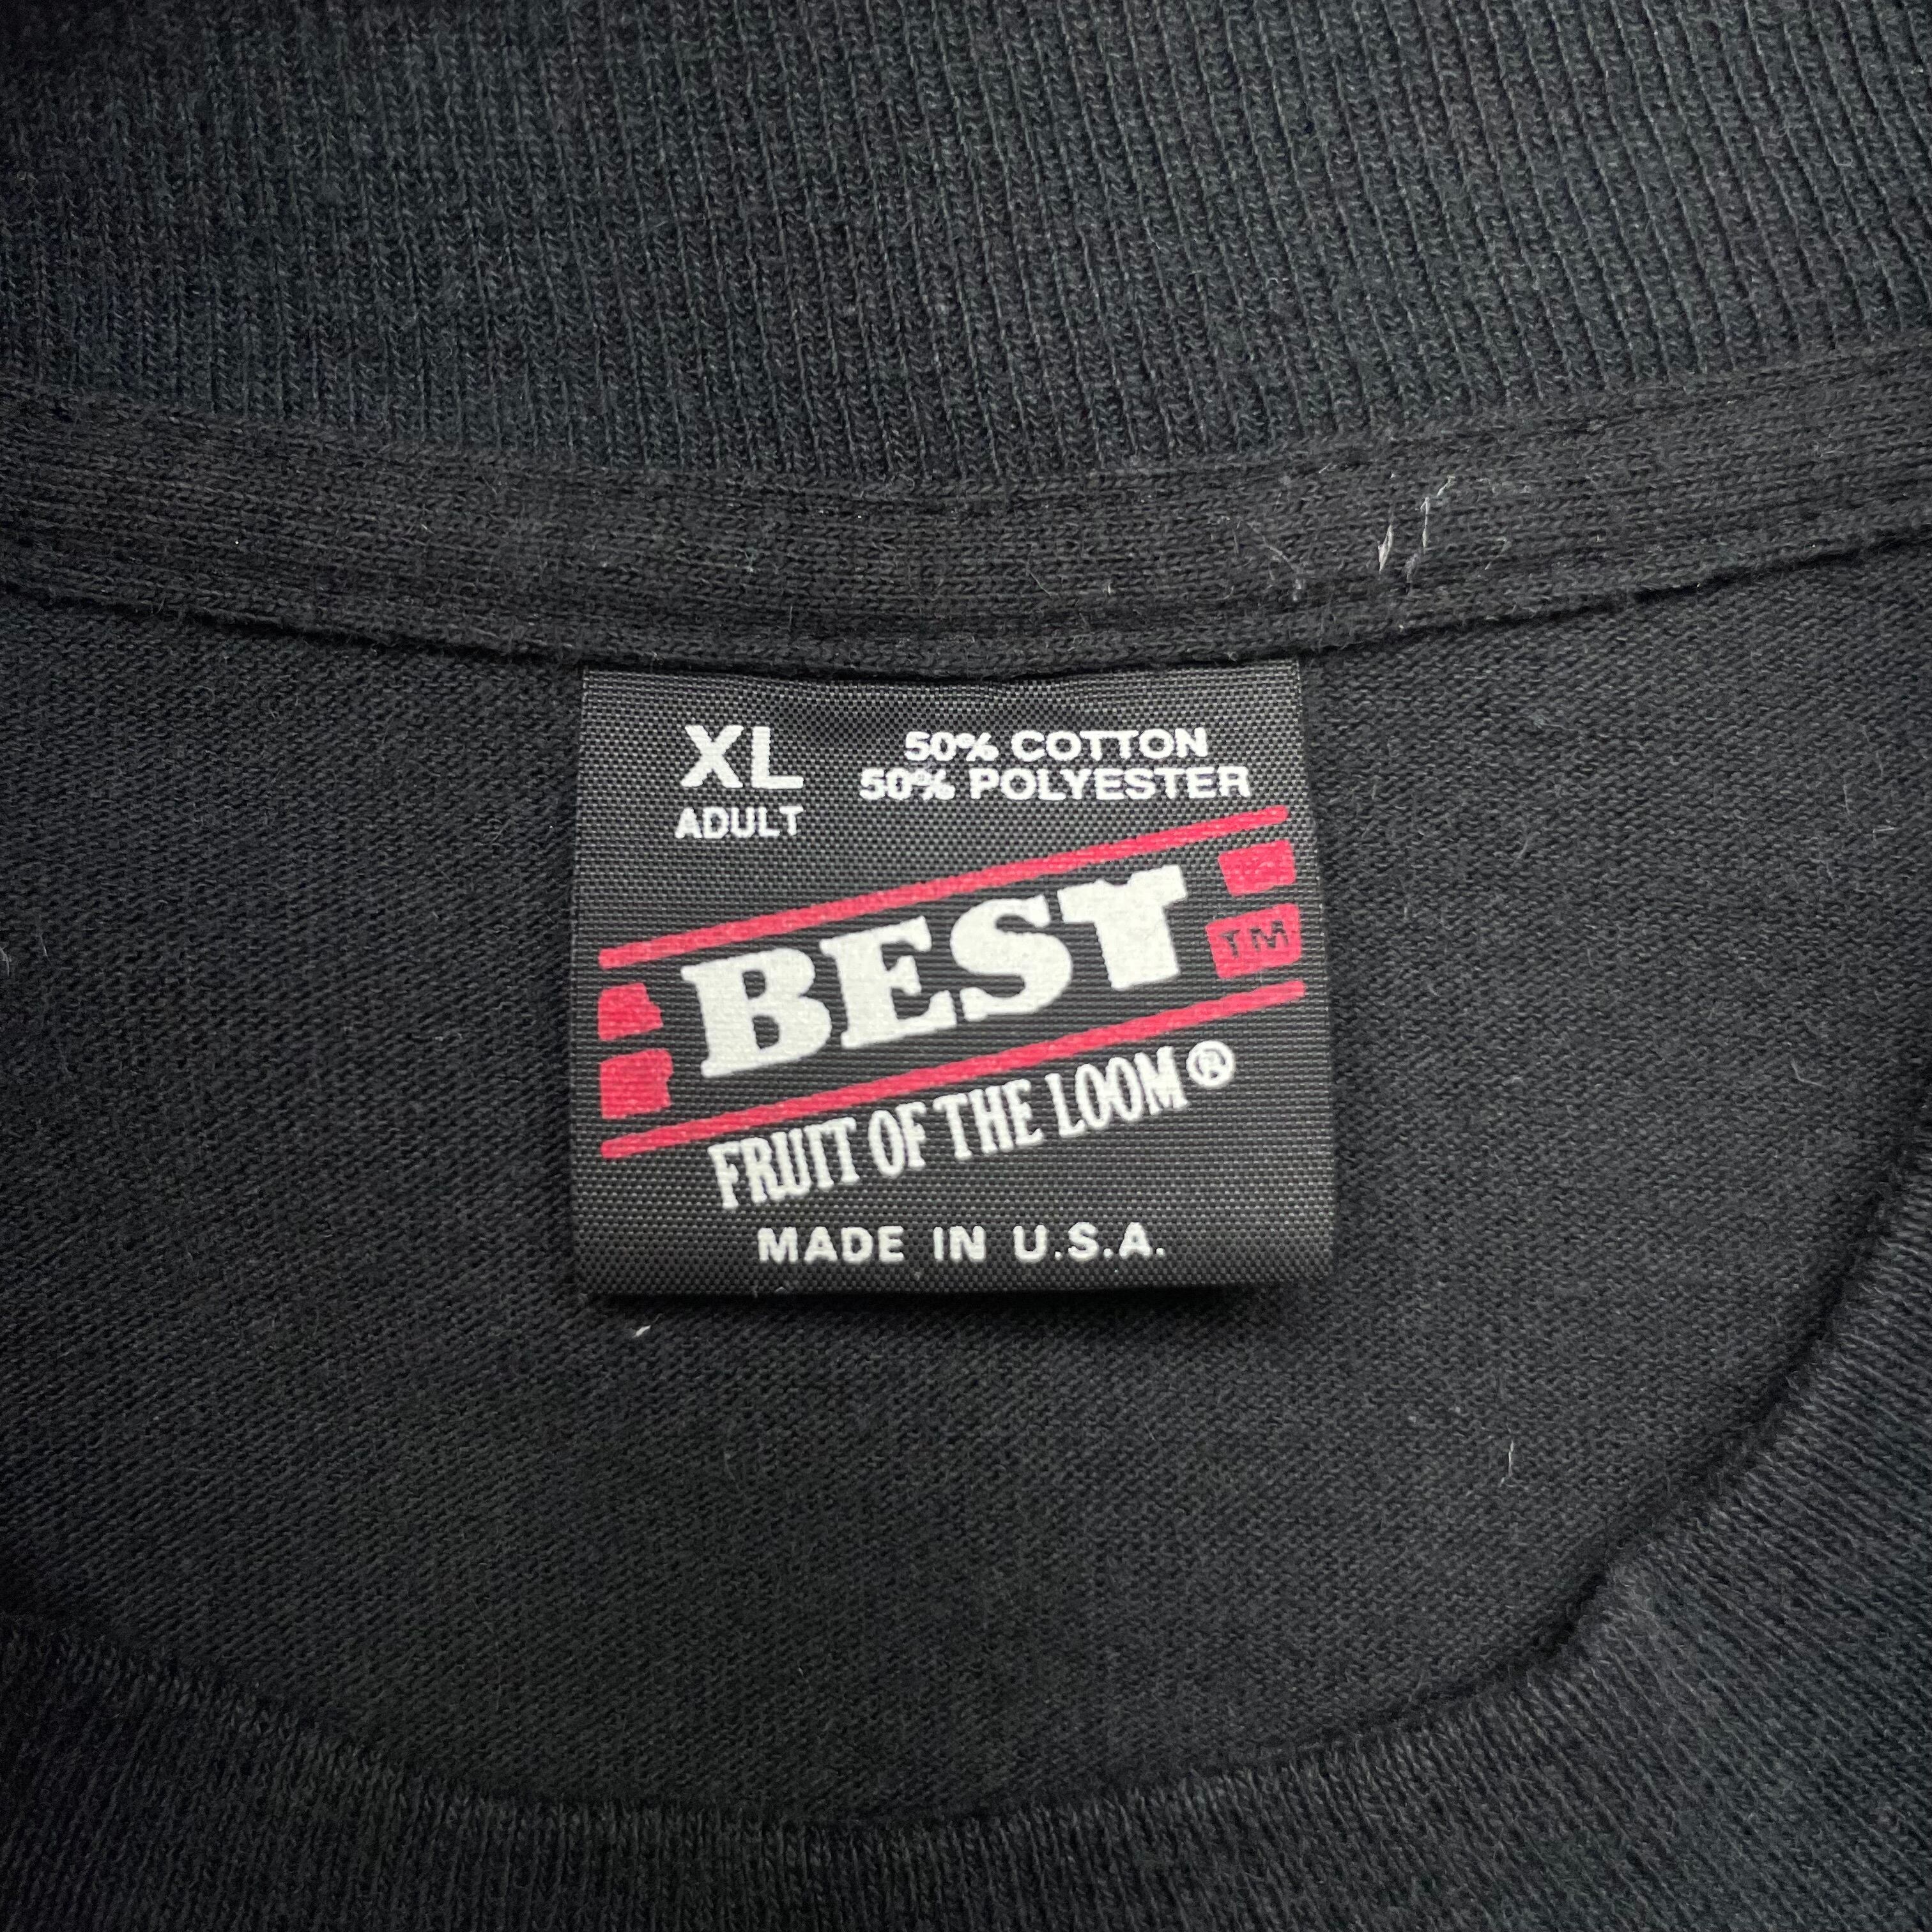 XL
ADULT
50% COTTON
50% POLYESTER
BEST
TM
FRUIT OF THE LOOM®
MADE IN U.S.A.